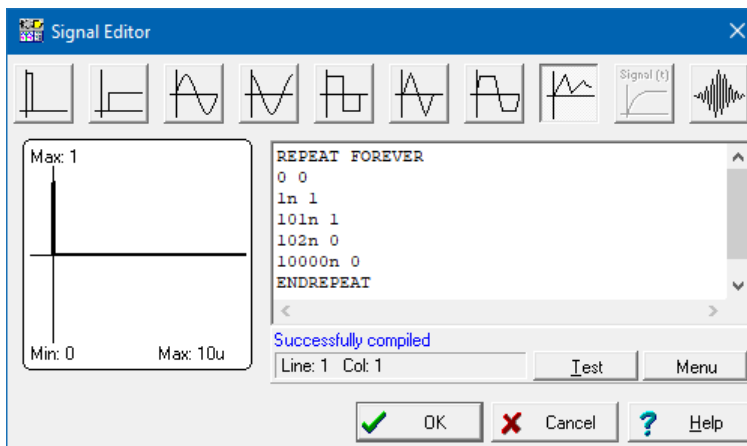 Signal Editor
Signal (t)
Max: 1
Min: 0 Max: 10u
REPEAT FOREVER
0 0
1n 1
101n 1
102n 0
10000n 0
ENDREPEAT
Successfully compiled
Line: 1 Col: 1
Test
Menu
OK
Cancel
? Help